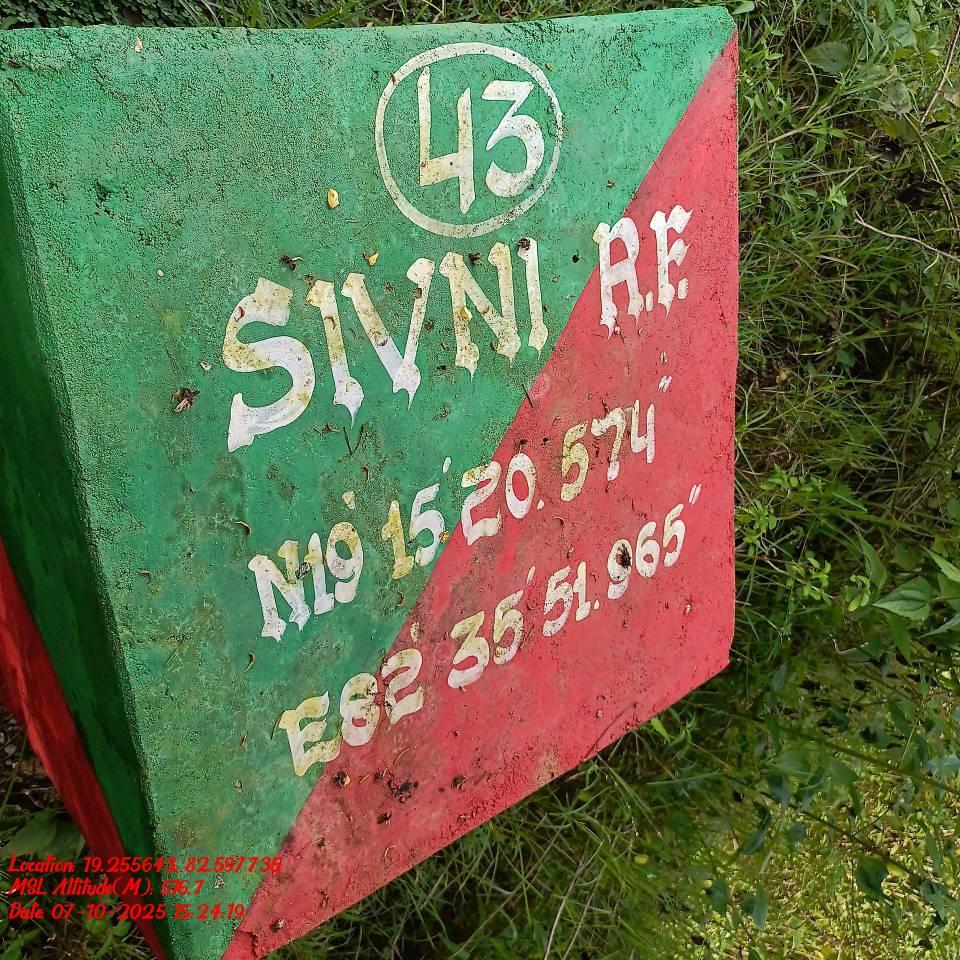 43
SIVNI R.F.
N19° 15' 20.574"
E82° 35' 51.965"
Location: 19.255643, 82.597738
MSL Altitude(M): 516.7
Date: 07-10-2025 15:24:19